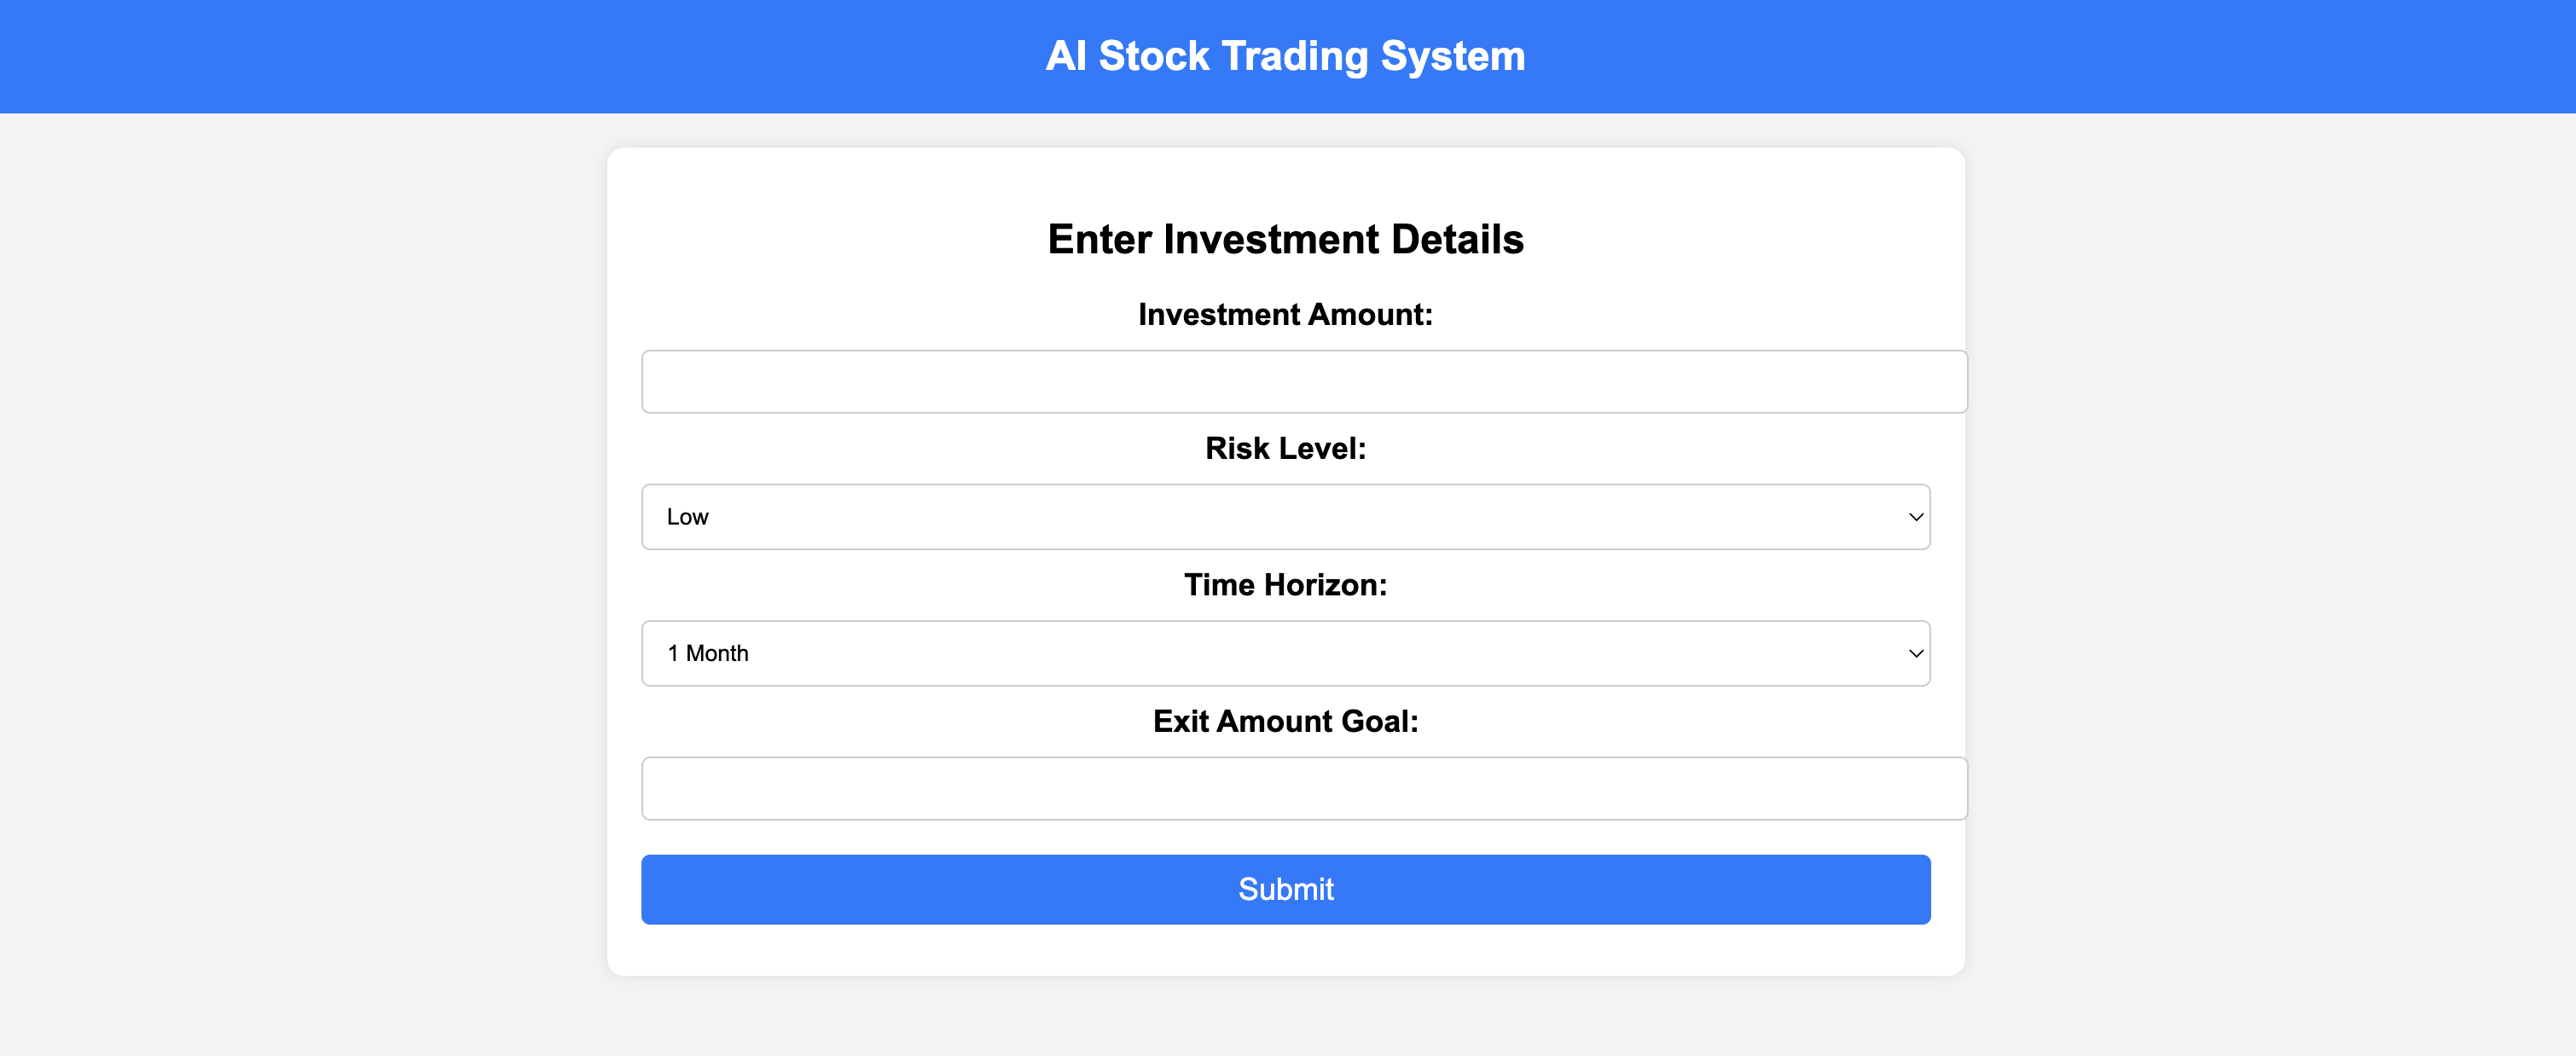 AI Stock Trading System
Enter Investment Details
Investment Amount:
Risk Level:
Low
Time Horizon:
1 Month
Exit Amount Goal:
Submit